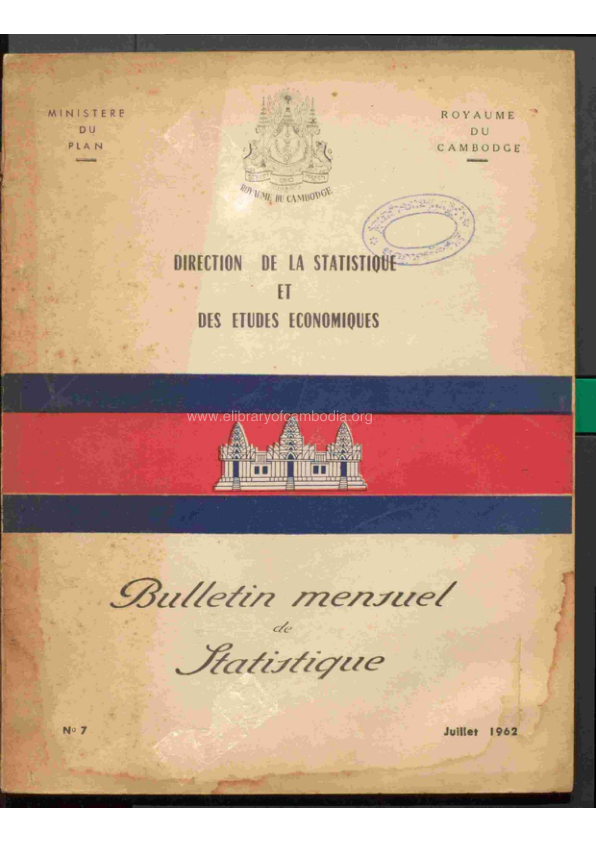 MINISTERE
DU
PLAN
ROYAUME
DU
CAMBODGE
ROYAUME DU CAMBODGE
DIRECTION DE LA STATISTIQUE
ET
DES ETUDES ECONOMIQUES
www.elibraryofcambodia.org
Bulletin mensuel
de
Statistique
Nº 7
Juillet 1962